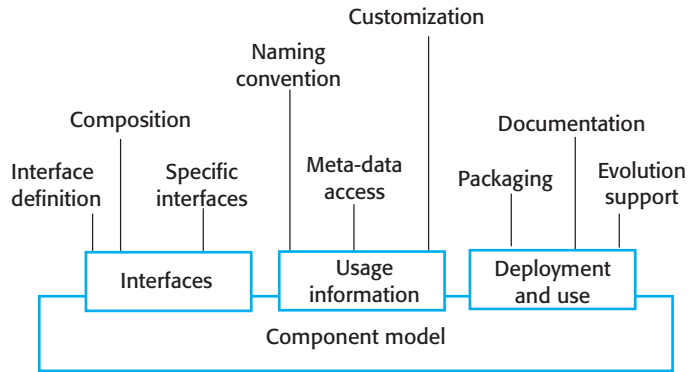 Customization
Naming
convention
Composition
Documentation
Interface
definition
Specific
interfaces
Meta-data
access
Packaging
Evolution
support
Interfaces
Usage
information
Deployment
and use
Component model